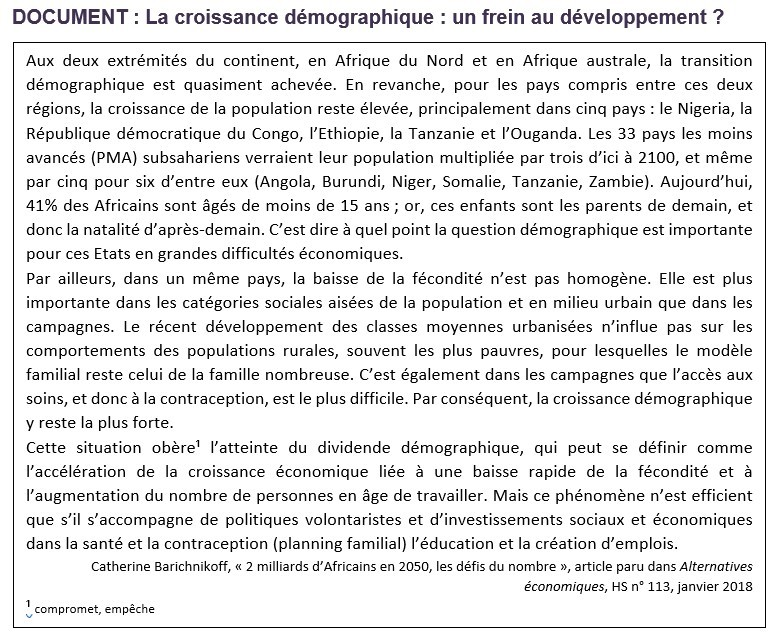 DOCUMENT : La croissance démographique : un frein au développement ?
Aux deux extrémités du continent, en Afrique du Nord et en Afrique australe, la transition
démographique est quasiment achevée. En revanche, pour les pays compris entre ces deux
régions, la croissance de la population reste élevée, principalement dans cinq pays : le Nigeria, la
République démocratique du Congo, l’Ethiopie, la Tanzanie et l’Ouganda. Les 33 pays les moins
avancés (PMA) subsahariens verraient leur population multipliée par trois d’ici à 2100, et même
par cinq pour six d’entre eux (Angola, Burundi, Niger, Somalie, Tanzanie, Zambie). Aujourd’hui,
41% des Africains sont âgés de moins de 15 ans ; or, ces enfants sont les parents de demain, et
donc la natalité d’après-demain. C’est dire à quel point la question démographique est importante
pour ces Etats en grandes difficultés économiques.
Par ailleurs, dans un même pays, la baisse de la fécondité n’est pas homogène. Elle est plus
importante dans les catégories sociales aisées de la population et en milieu urbain que dans les
campagnes. Le récent développement des classes moyennes urbanisées n’influe pas sur les
comportements des populations rurales, souvent les plus pauvres, pour lesquelles le modèle
familial reste celui de la famille nombreuse. C’est également dans les campagnes que l’accès aux
soins, et donc à la contraception, est le plus difficile. Par conséquent, la croissance démographique
y reste la plus forte.
Cette situation obère¹ l’atteinte du dividende démographique, qui peut se définir comme
l’accélération de la croissance économique liée à une baisse rapide de la fécondité et à
l’augmentation du nombre de personnes en âge de travailler. Mais ce phénomène n’est efficient
que s’il s’accompagne de politiques volontaristes et d’investissements sociaux et économiques
dans la santé et la contraception (planning familial) l’éducation et la création d’emplois.
Catherine Barichnikoff, « 2 milliards d’Africains en 2050, les défis du nombre », article paru dans Alternatives
économiques, HS n° 113, janvier 2018
¹ compromet, empêche